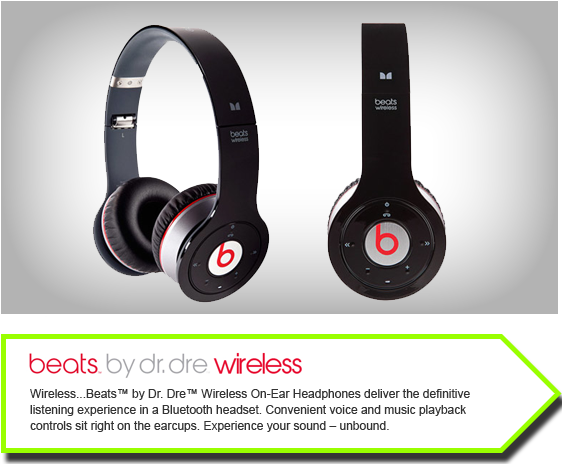 beats
wireless
L
b
beats
wireless
b
beats by dr. dre wireless
Wireless...Beats™ by Dr. Dre™ Wireless On-Ear Headphones deliver the definitive
listening experience in a Bluetooth headset. Convenient voice and music playback
controls sit right on the earcups. Experience your sound – unbound.